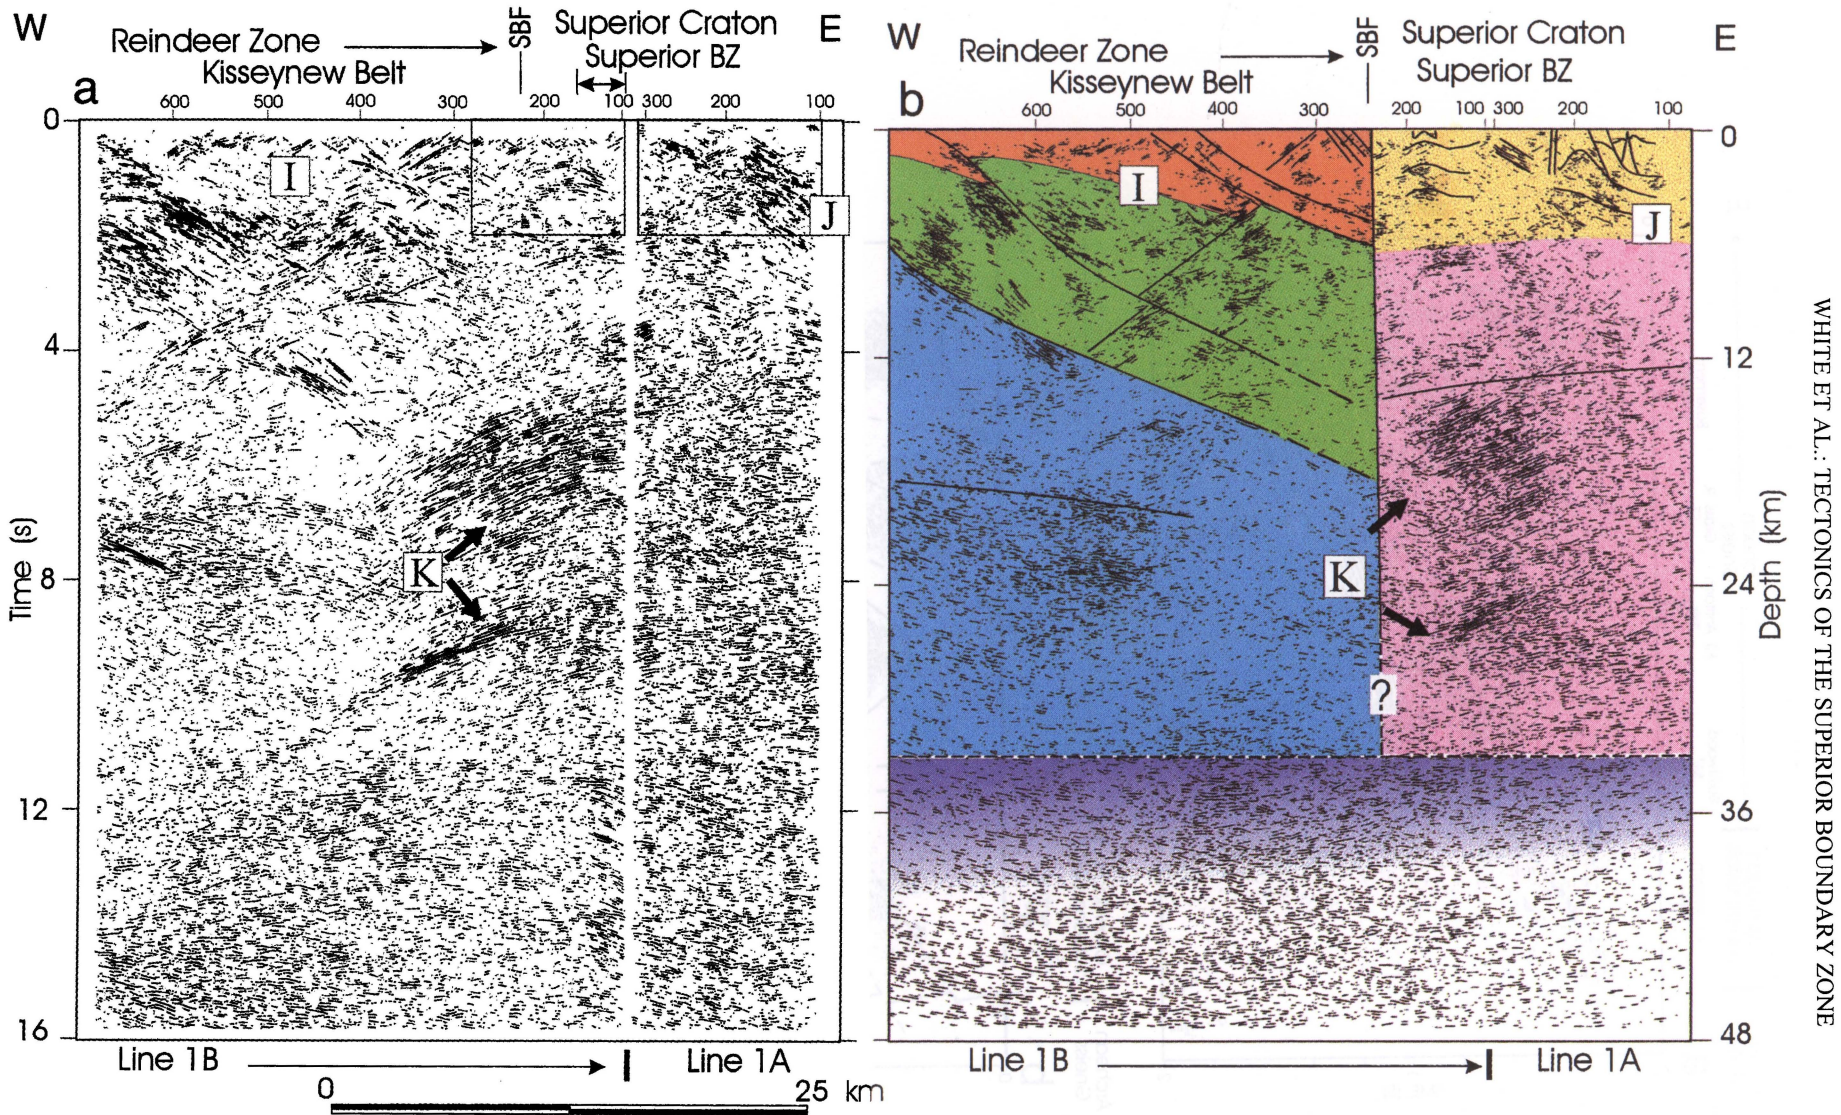 W
Reindeer Zone
Kisseynew Belt
SBF
Superior Craton
Superior BZ
E
a
600 500 400 300 200 100 300 200 100
0
4
8
12
16
Time (s)
I
J
K
Line 1B
Line 1A
0 25 km
W
Reindeer Zone
Kisseynew Belt
SBF
Superior Craton
Superior BZ
E
b
600 500 400 300 200 100 300 200 100
0
12
24
36
48
Depth (km)
I
J
K
?
Line 1B
Line 1A
WHITE ET AL.: TECTONICS OF THE SUPERIOR BOUNDARY ZONE